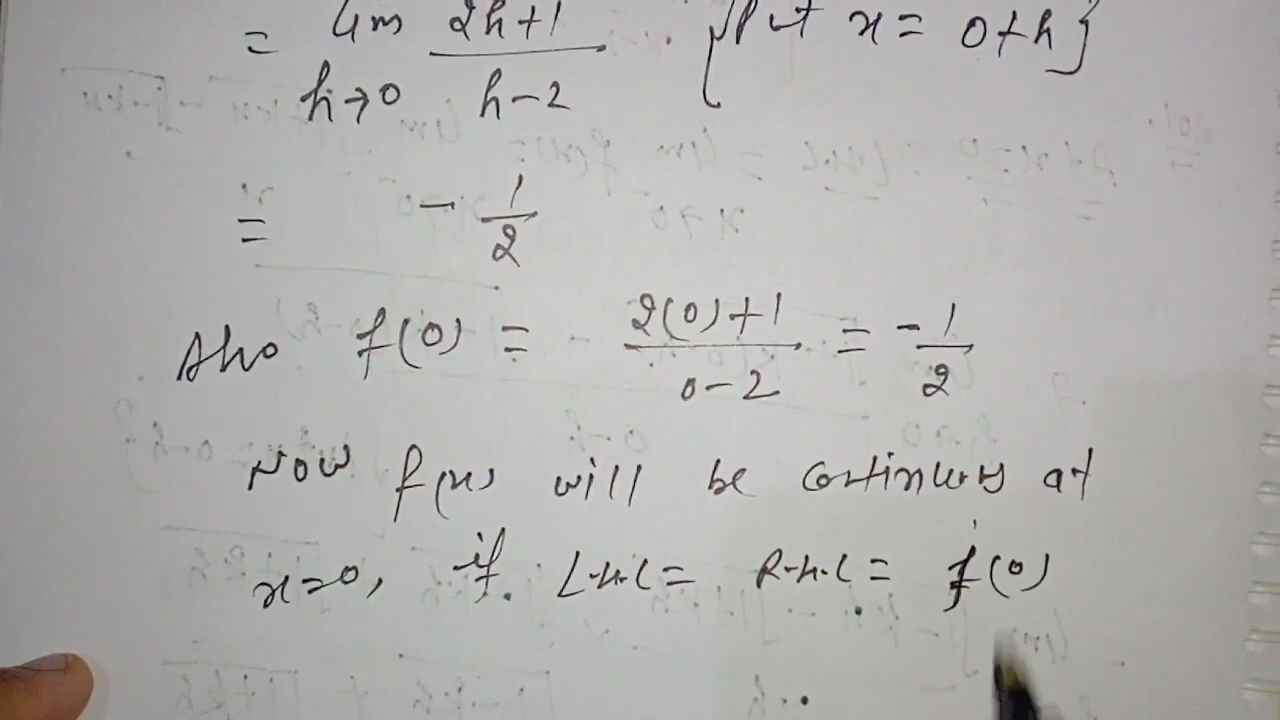 = lim 2h+1 / h→0 h-2 {Put x = 0+h}
= - 1/2
Also f(0) = 2(0)+1 / 0-2 = - 1/2
Now f(x) will be continuous at
x=0, if L.H.L = R.H.L = f(0)